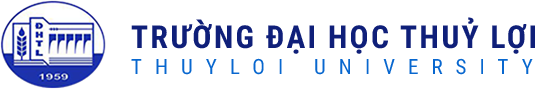 ĐHTL
1959
TRƯỜNG ĐẠI HỌC THUỶ LỢI
THUYLOI UNIVERSITY